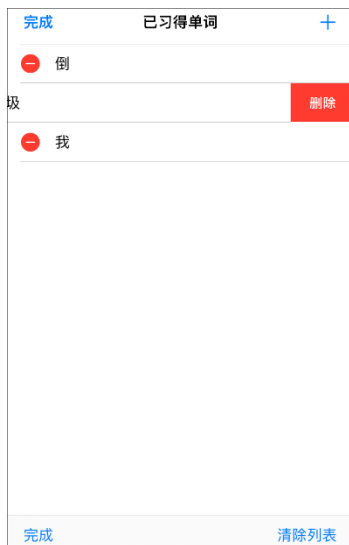 完成 已习得单词 +
倒
圾 删除
我
完成 清除列表